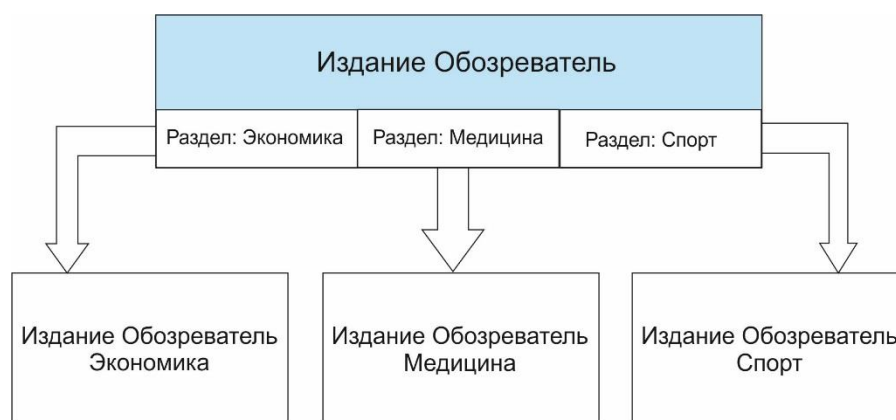 Издание Обозреватель
Раздел: Экономика
Раздел: Медицина
Раздел: Спорт
Издание Обозреватель
Экономика
Издание Обозреватель
Медицина
Издание Обозреватель
Спорт